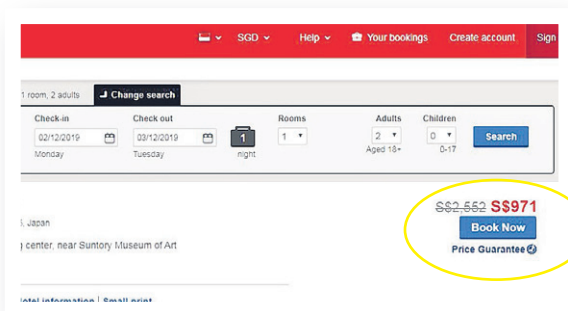 SGD Help Your bookings Create account Sign
1 room, 2 adults Change search
Check-in Check out Rooms Adults Children
02/12/2019 03/12/2019 1 1 2 0 Search
Monday Tuesday night Aged 18+ 0-17
S$2,552 S$971
, Japan Book Now
center, near Suntory Museum of Art Price Guarantee
Hotel information | Small print